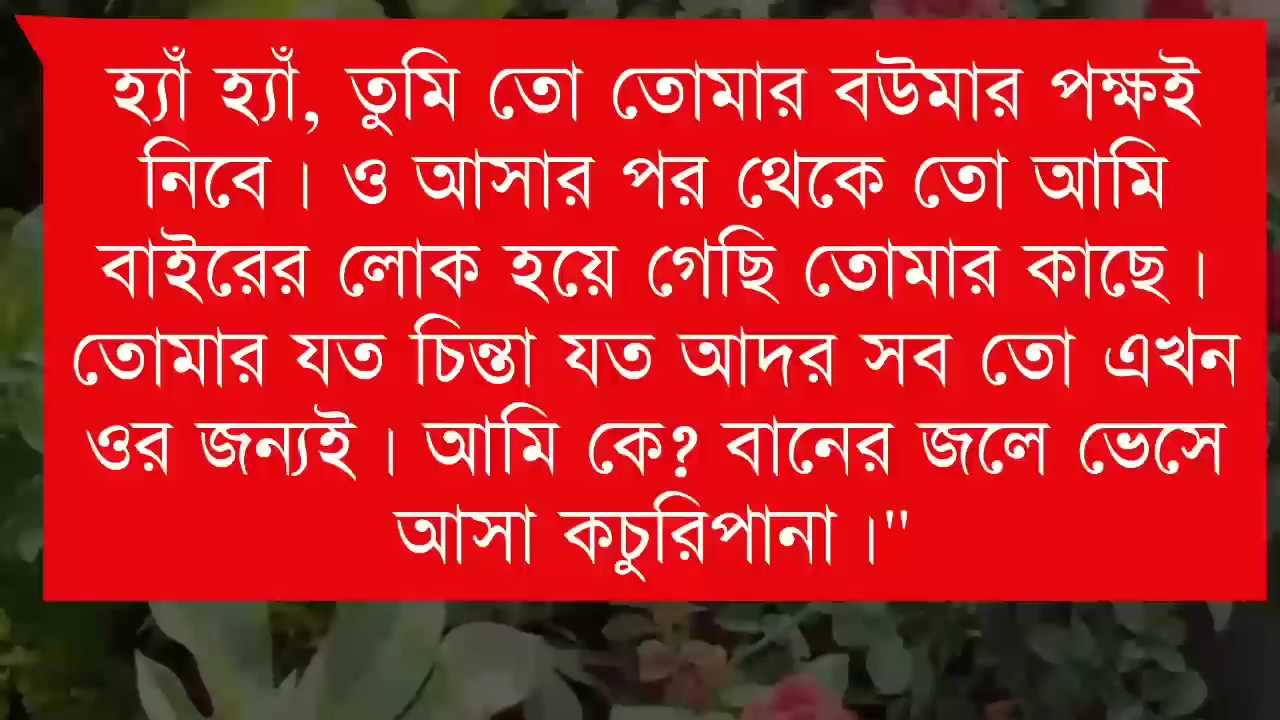 হ্যাঁ হ্যাঁ, তুমি তো তোমার বউমার পক্ষই
নিবে। ও আসার পর থেকে তো আমি
বাইরের লোক হয়ে গেছি তোমার কাছে।
তোমার যত চিন্তা যত আদর সব তো এখন
ওর জন্যই। আমি কে? বানের জলে ভেসে
আসা কচুরিপানা।"